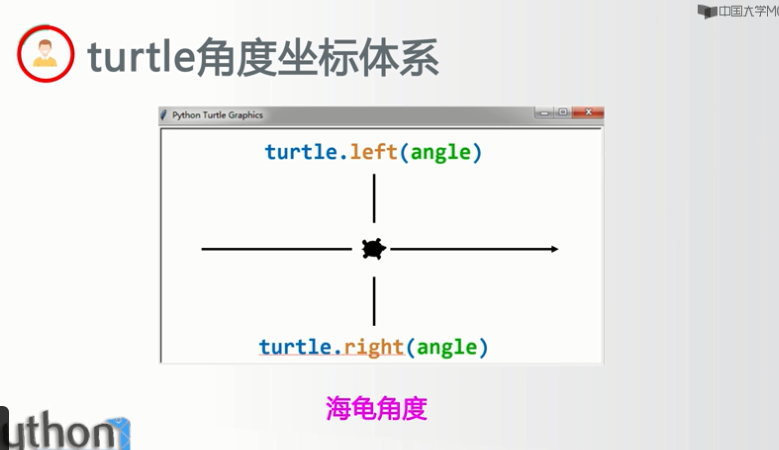 中国大学MO
turtle角度坐标体系
Python Turtle Graphics
turtle.left(angle)
turtle.right(angle)
海龟角度
ython